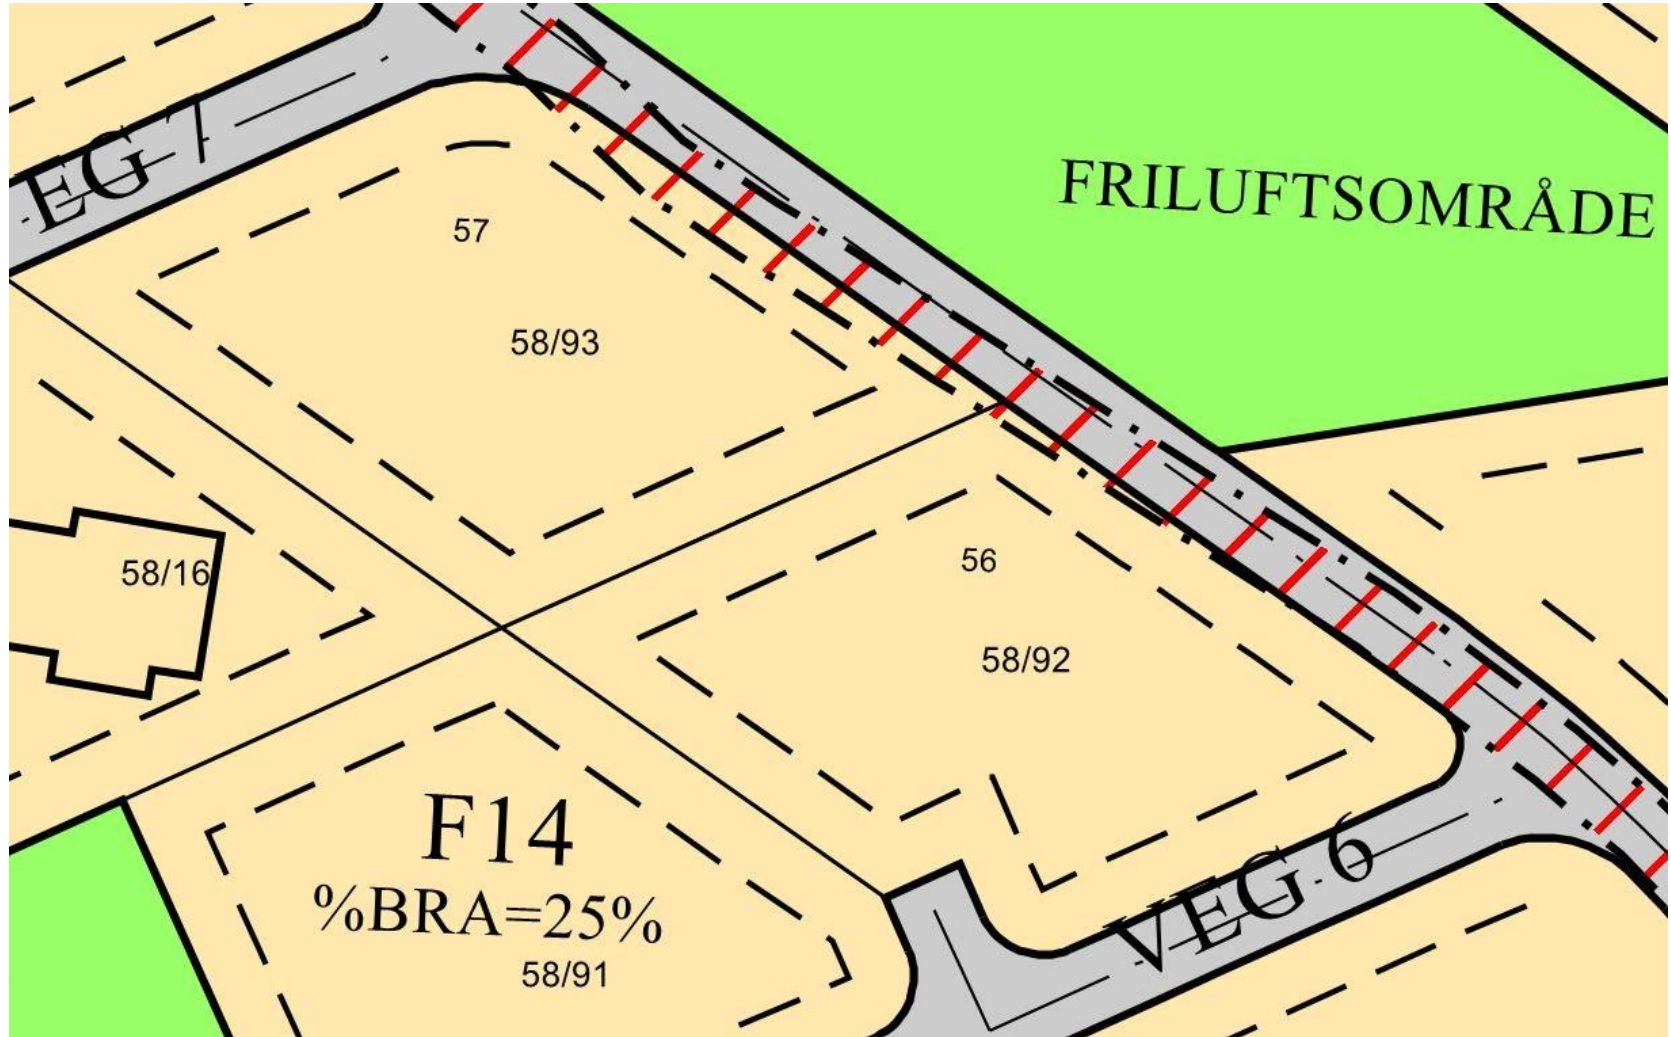 EG 7
FRILUFTSOMRÅDE
57
58/93
56
58/16
58/92
F14
%BRA=25%
VEG 6
58/91